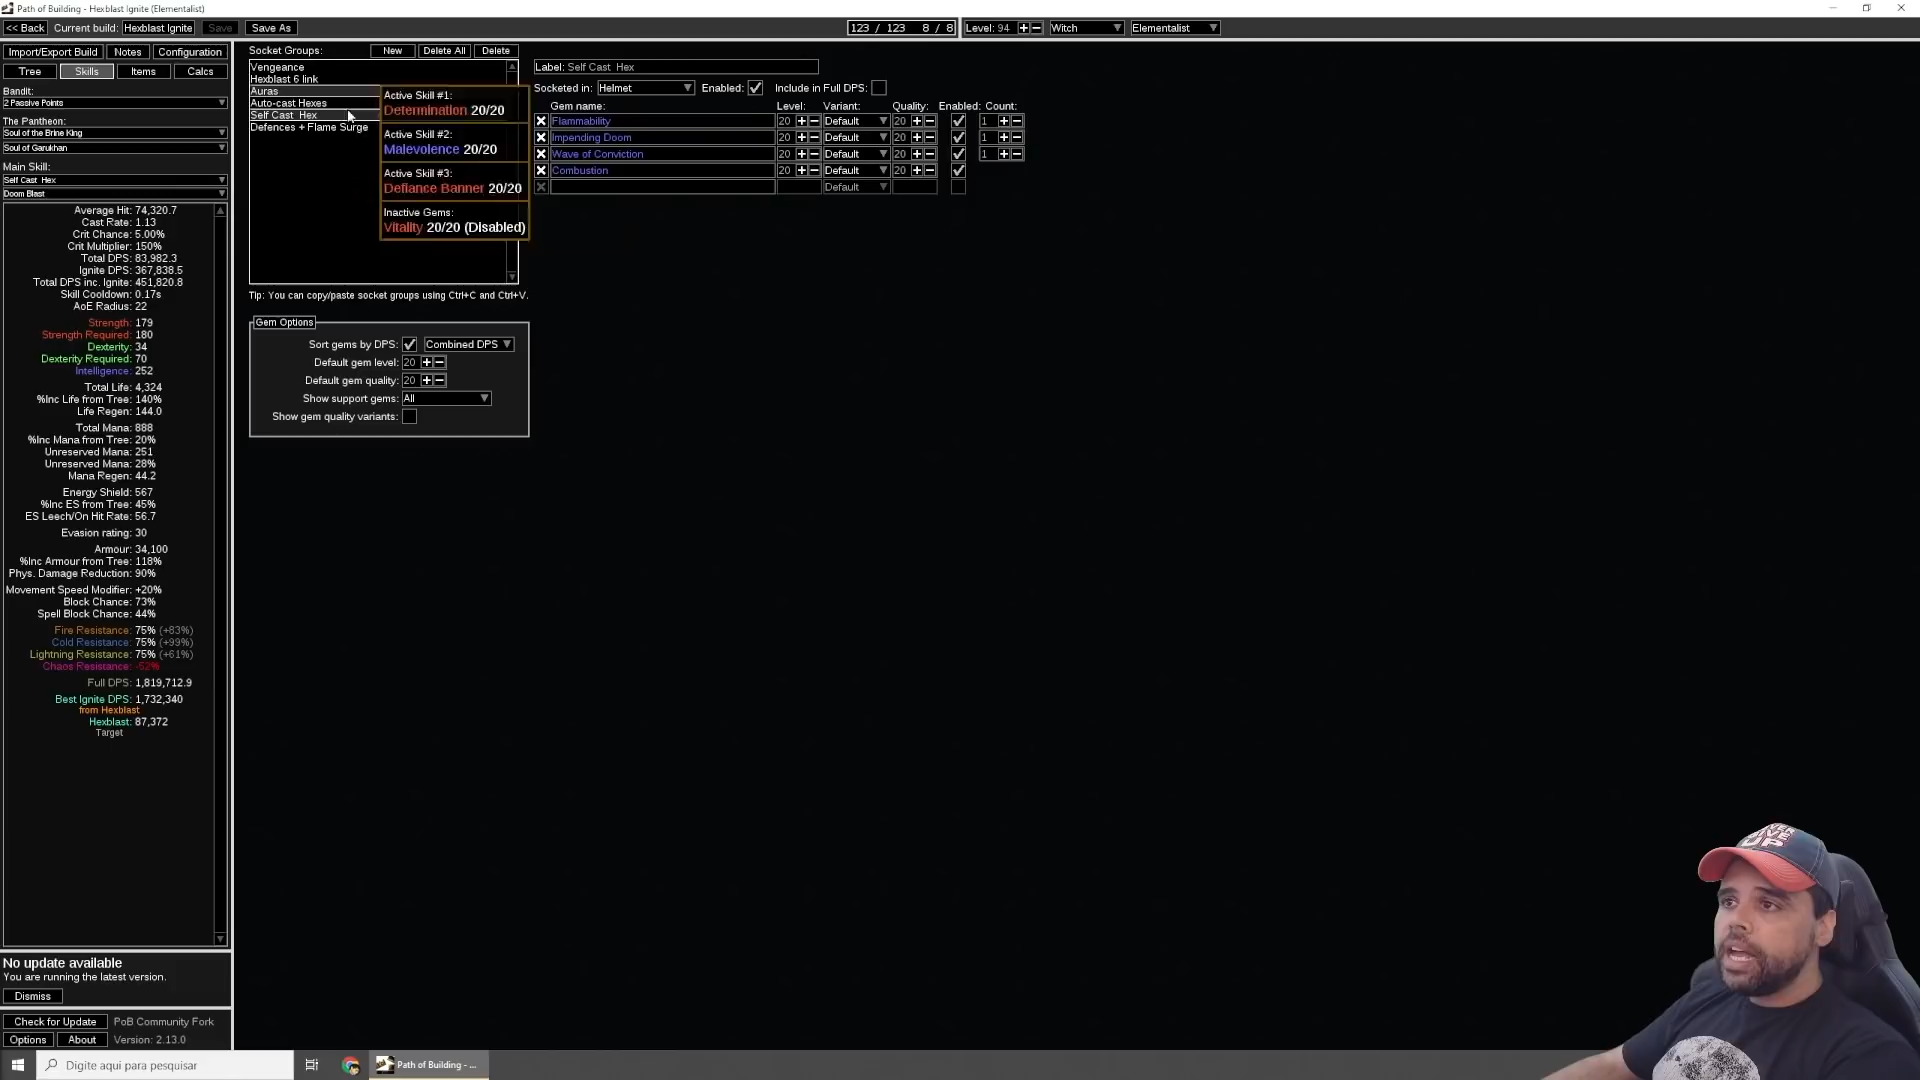 Path of Building - Hexblast Ignite (Elementalist)
<< Back Current build: Hexblast Ignite Save Save As 123 / 123 8 / 8 Level: 94 + - Witch Elementalist
Import/Export Build Notes Configuration
Tree Skills Items Calcs
Bandit:
2 Passive Points
The Pantheon:
Soul of the Brine King
Soul of Garukhan
Main Skill:
Self Cast Hex
Doom Blast
Average Hit: 74,320.7
Cast Rate: 1.13
Crit Chance: 5.00%
Crit Multiplier: 150%
Total DPS: 83,982.3
Ignite DPS: 367,838.5
Total DPS inc. Ignite: 451,820.8
Skill Cooldown: 0.17s
AoE Radius: 22
Strength: 179
Strength Required: 180
Dexterity: 34
Dexterity Required: 70
Intelligence: 252
Total Life: 4,324
%Inc Life from Tree: 140%
Life Regen: 144.0
Total Mana: 888
%Inc Mana from Tree: 20%
Unreserved Mana: 251
Unreserved Mana: 28%
Mana Regen: 44.2
Energy Shield: 567
%Inc ES from Tree: 45%
ES Leech/On Hit Rate: 56.7
Evasion rating: 30
Armour: 34,100
%Inc Armour from Tree: 118%
Phys. Damage Reduction: 90%
Movement Speed Modifier: +20%
Block Chance: 73%
Spell Block Chance: 44%
Fire Resistance: 75% (+83%)
Cold Resistance: 75% (+99%)
Lightning Resistance: 75% (+61%)
Chaos Resistance: -52%
Full DPS: 1,819,712.9
Best Ignite DPS: 1,732,340
from Hexblast
Hexblast: 87,372
Target
No update available
You are running the latest version.
Dismiss
Check for Update PoB Community Fork
Options About Version: 2.13.0
Socket Groups: New Delete All Delete
Vengeance
Hexblast 6 link
Auras
Auto-cast Hexes
Self Cast Hex
Defences + Flame Surge
Active Skill #1:
Determination 20/20
Active Skill #2:
Malevolence 20/20
Active Skill #3:
Defiance Banner 20/20
Inactive Gems:
Vitality 20/20 (Disabled)
Tip: You can copy/paste socket groups using Ctrl+C and Ctrl+V.
Gem Options
Sort gems by DPS: Combined DPS
Default gem level: 20 + -
Default gem quality: 20 + -
Show support gems: All
Show gem quality variants:
Label: Self Cast Hex
Socketed in: Helmet Enabled: Include in Full DPS:
Gem name: Level: Variant: Quality: Enabled: Count:
Flammability 20 + - Default 20 + - 1 + -
Impending Doom 20 + - Default 20 + - 1 + -
Wave of Conviction 20 + - Default 20 + - 1 + -
Combustion 20 + - Default 20 + -
Default
NEVER
GIVE
UP
Digite aqui para pesquisar Path of Building - ...